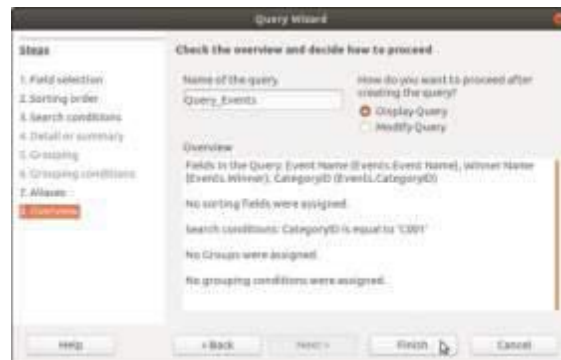 Query Wizard
Steps
1. Field selection
2. Sorting order
3. Search conditions
4. Detail or summary
5. Grouping
6. Grouping conditions
7. Aliases
8. Overview
Check the overview and decide how to proceed
Name of the query
Query_Events
How do you want to proceed after
creating the query?
Display Query
Modify Query
Overview
Fields in the Query: Event Name (Events.Event Name), Winner Name
(Events.Winner), CategoryID (Events.CategoryID)
No sorting fields were assigned.
Search conditions: CategoryID is equal to 'C001'
No Groups were assigned.
No grouping conditions were assigned.
Help
< Back
Next >
Finish
Cancel